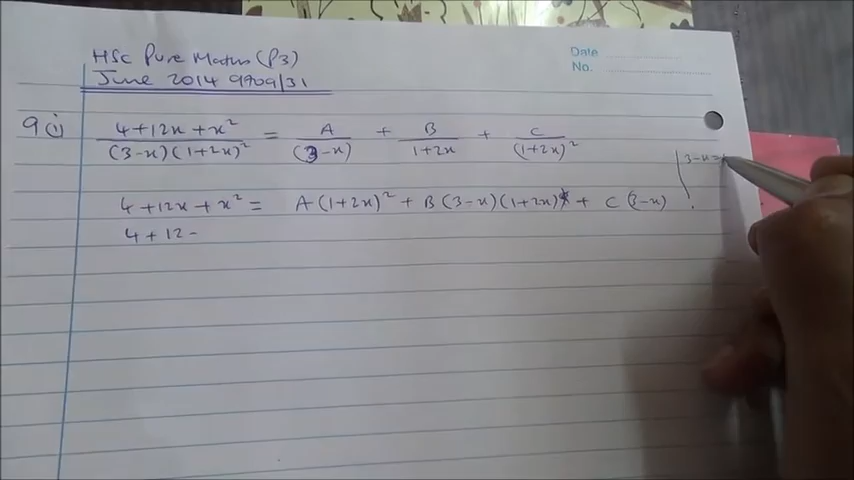 HSc Pure Maths (P3)
June 2014 9709/31
Date
No.
9(i) (4+12x+x²)/((3-x)(1+2x)²) = A/(3-x) + B/(1+2x) + C/(1+2x)²
3-x=
4+12x+x² = A(1+2x)² + B(3-x)(1+2x) + C(3-x)
4+12-